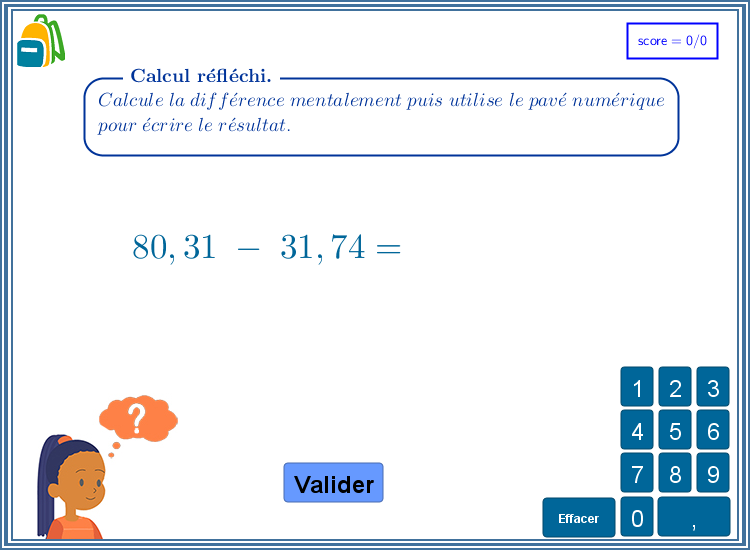 score = 0/0
Calcul réfléchi.
Calcule la différence mentalement puis utilise le pavé numérique
pour écrire le résultat.
80, 31 − 31, 74 =
?
1 2 3
4 5 6
7 8 9
Valider
Effacer 0 ,